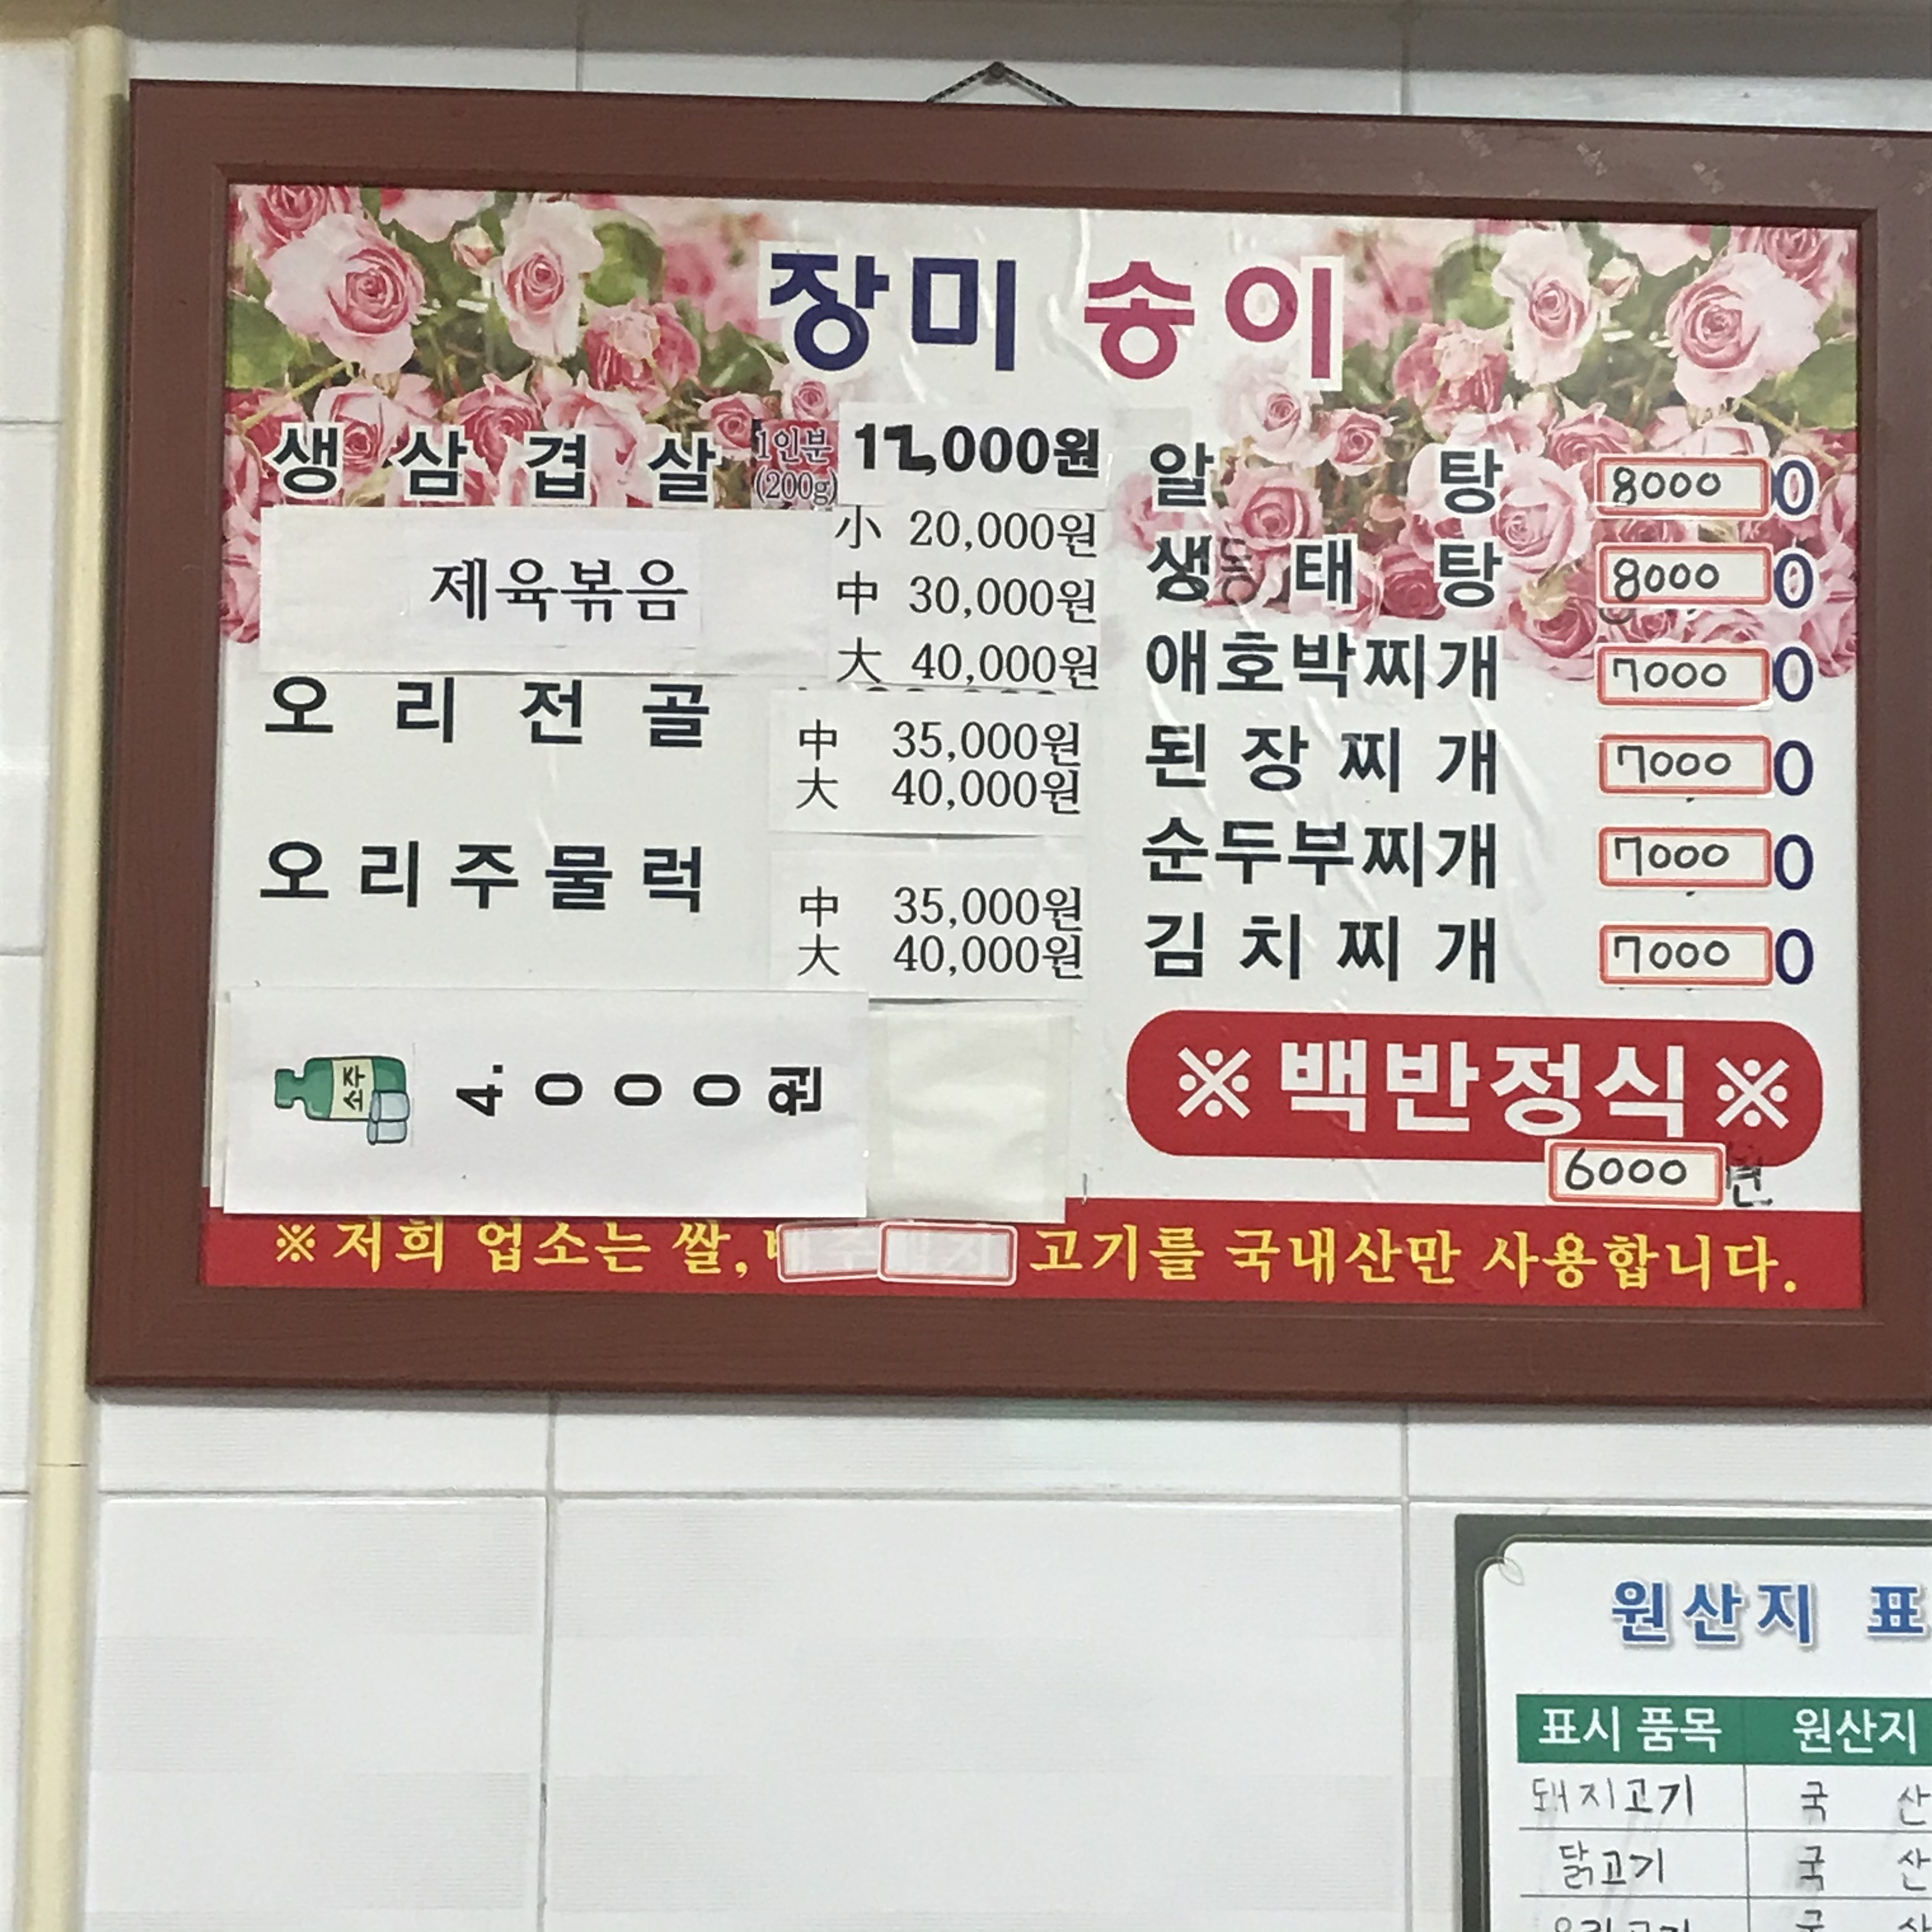 장미 송이
생삼겹살 1인분 (200g) 12,000원
제육볶음
小 20,000원
中 30,000원
大 40,000원
오리전골
中 35,000원
大 40,000원
오리주물럭
中 35,000원
大 40,000원
소주 4.000원
알탕 8000
생태탕 8000
애호박찌개 7000
된장찌개 7000
순두부찌개 7000
김치찌개 7000
※백반정식※
6000원
※저희 업소는 쌀, 고기를 국내산만 사용합니다.
원산지 표
표시 품목 원산지
돼지고기 국 산
닭고기 국 산